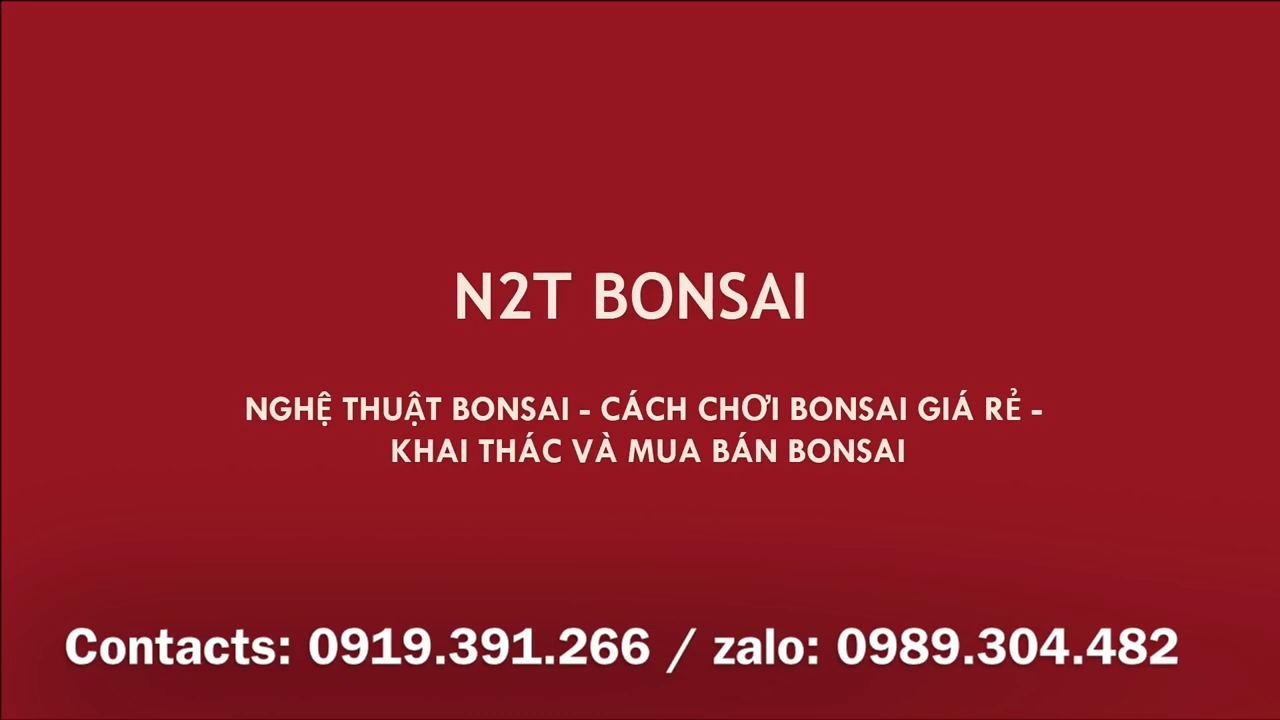 N2T BONSAI
NGHỆ THUẬT BONSAI - CÁCH CHƠI BONSAI GIÁ RẺ -
KHAI THÁC VÀ MUA BÁN BONSAI
Contacts: 0919.391.266 / zalo: 0989.304.482